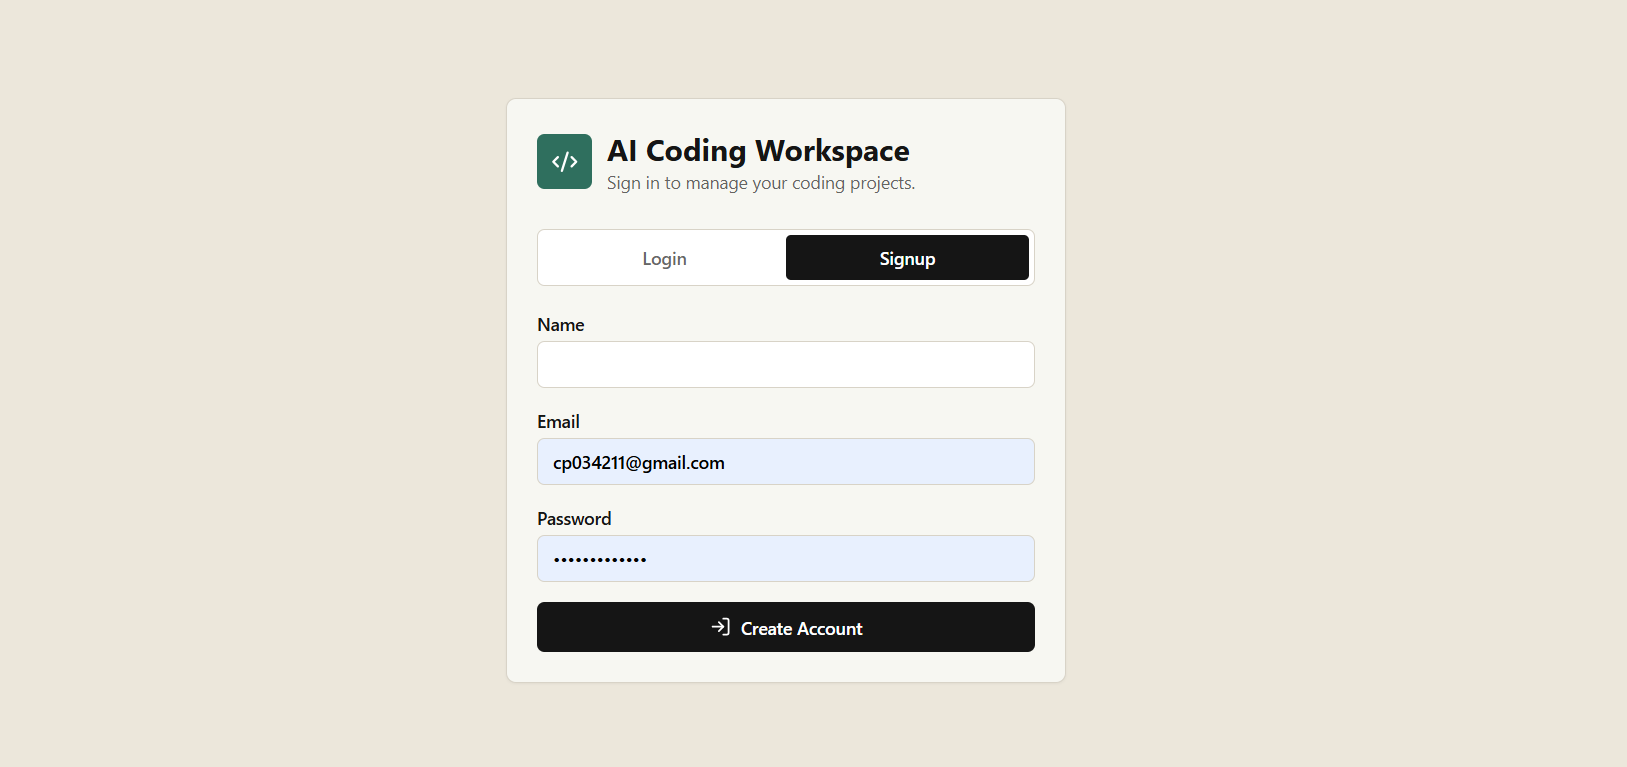 </>
AI Coding Workspace
Sign in to manage your coding projects.
Login
Signup
Name
Email
cp034211@gmail.com
Password
•••••••••••••
Create Account